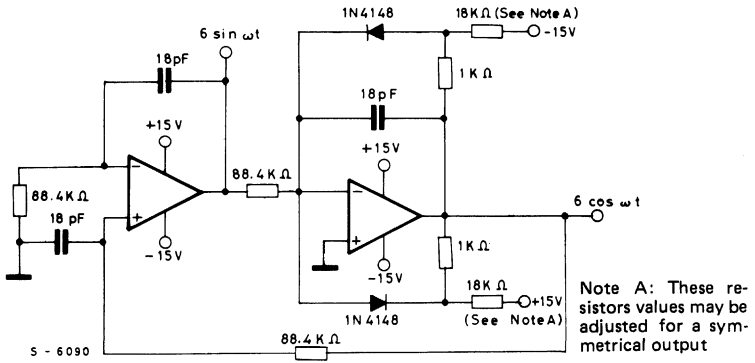 1N4148
18KΩ (See Note A)
-15V
6 sin ωt
18pF
1KΩ
18pF
+15V
+15V
-
88.4KΩ
-
88.4KΩ
+
6 cos ωt
18 pF
+
-15V
-15V
1KΩ
18KΩ
+15V
1N4148
(See Note A)
Note A: These re-
sistors values may be
adjusted for a sym-
metrical output
88.4KΩ
S - 6090